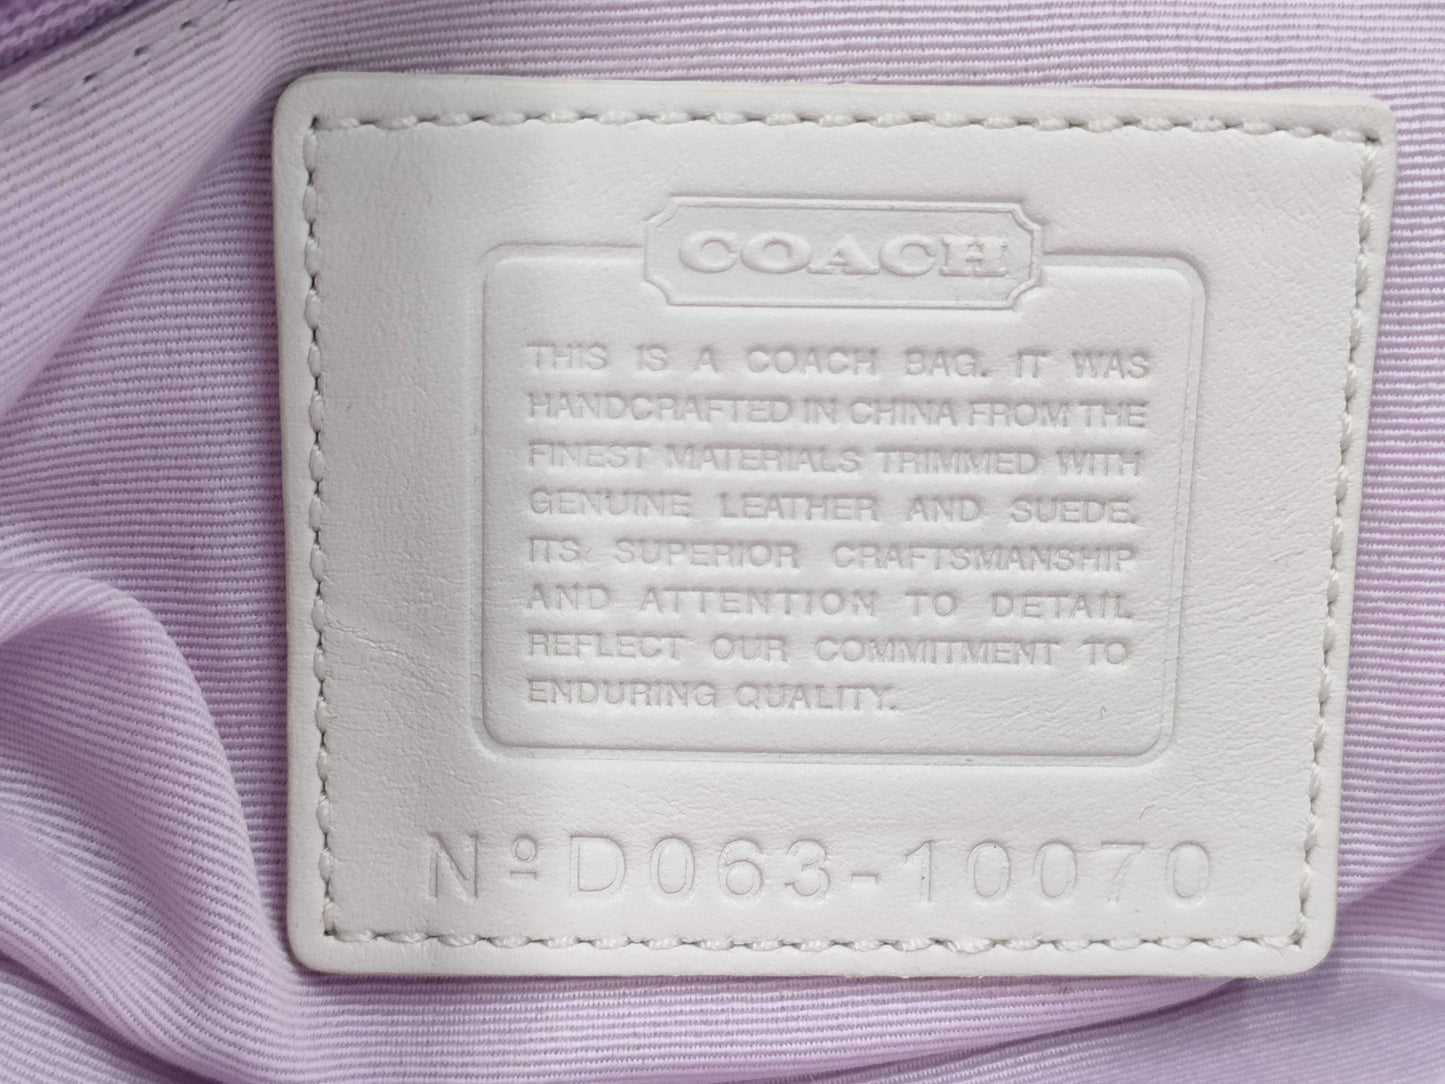 COACH
THIS IS A COACH BAG. IT WAS
HANDCRAFTED IN CHINA FROM THE
FINEST MATERIALS TRIMMED WITH
GENUINE LEATHER AND SUEDE.
ITS SUPERIOR CRAFTSMANSHIP
AND ATTENTION TO DETAIL
REFLECT OUR COMMITMENT TO
ENDURING QUALITY.
Nº D063-10070